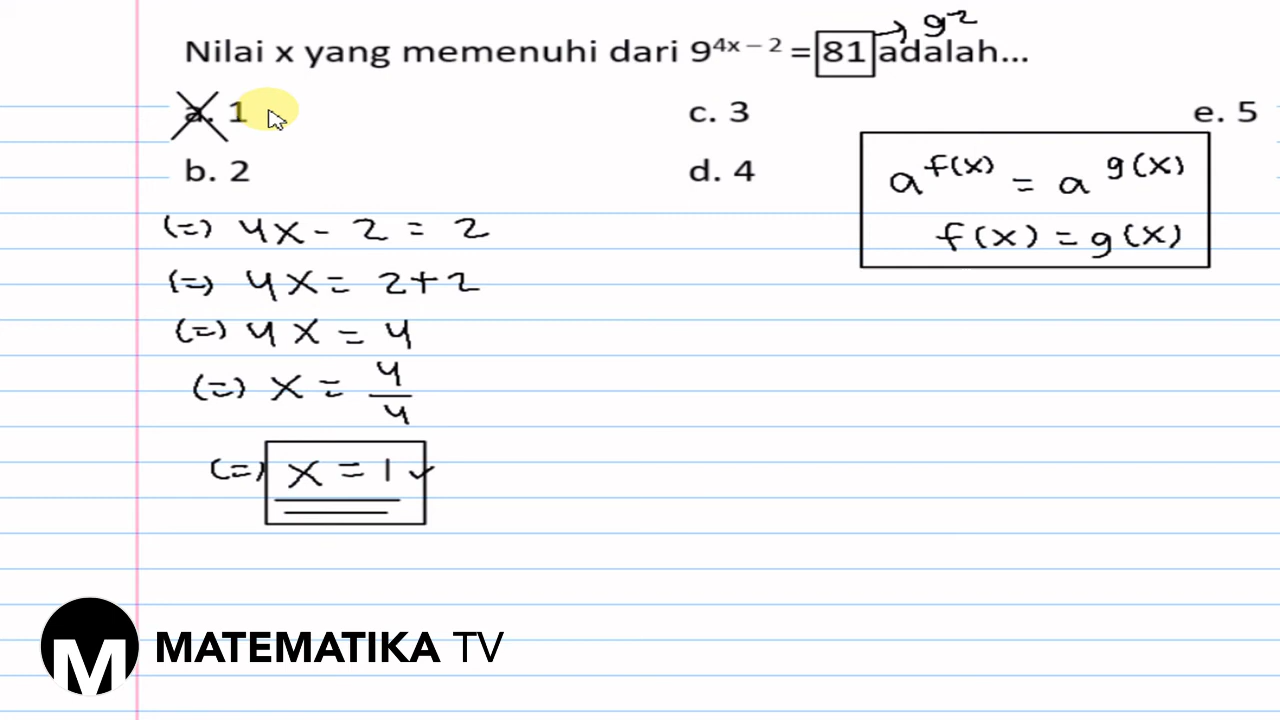 Nilai x yang memenuhi dari 9^(4x – 2) = 81 adalah...
→ 9^2
a. 1
c. 3
e. 5
b. 2
d. 4
a^f(x) = a^g(x)
f(x) = g(x)
(=) 4x - 2 = 2
(=) 4x = 2+2
(=) 4x = 4
(=) x = 4/4
(=) x = 1 ✓
M MATEMATIKA TV